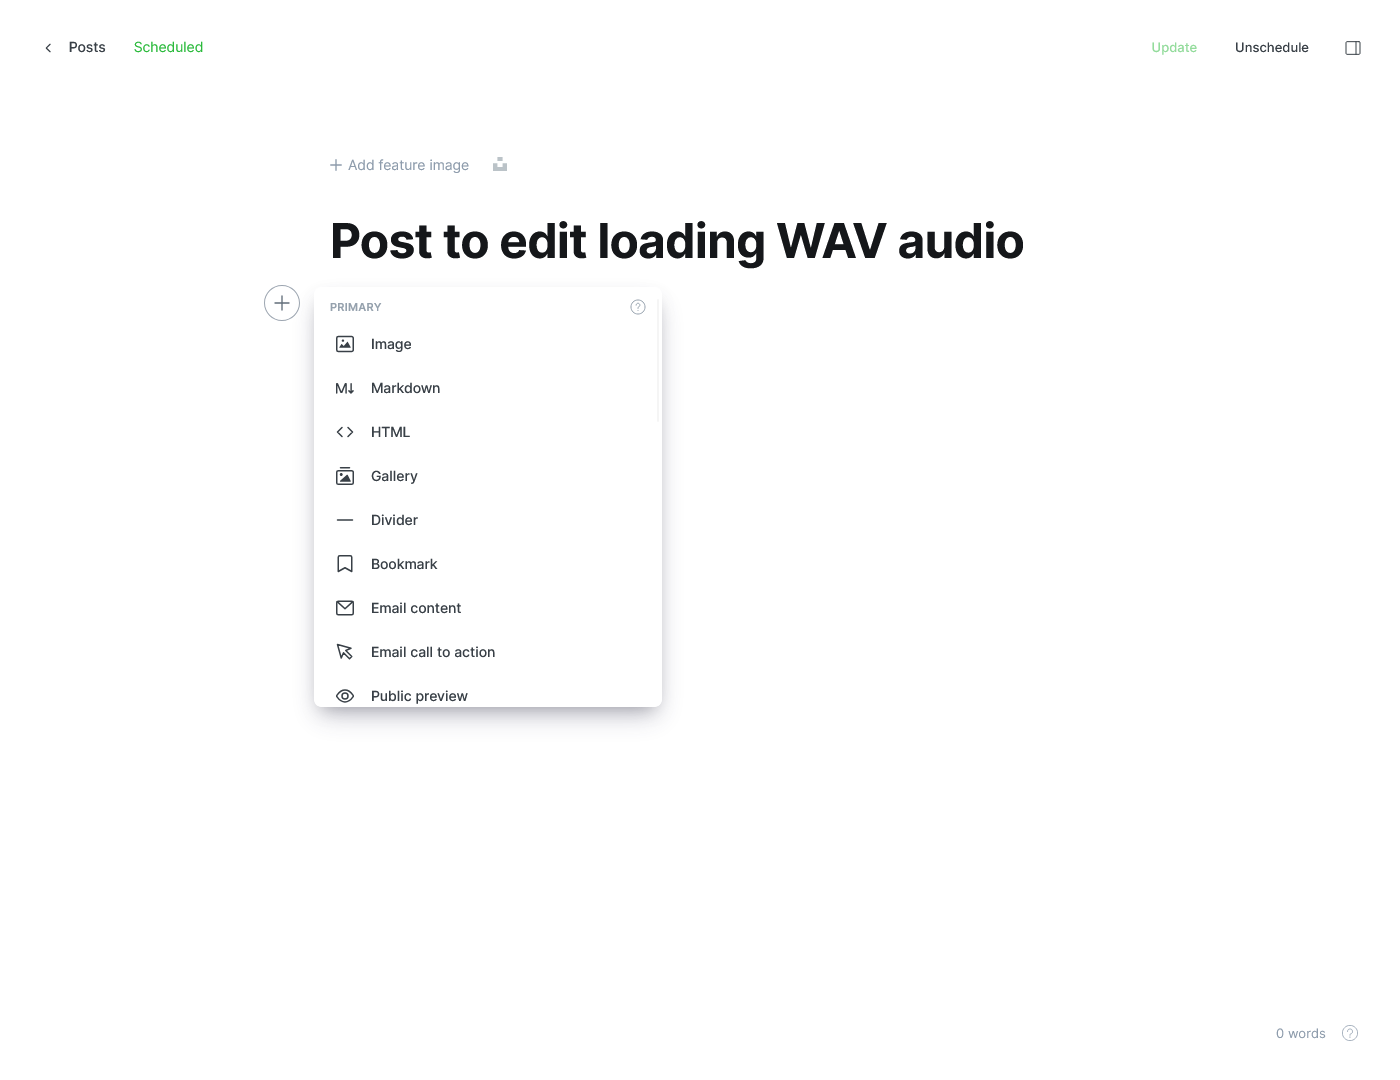 Posts Scheduled Update Unschedule
Add feature image
Post to edit loading WAV audio
PRIMARY
Image
Markdown
HTML
Gallery
Divider
Bookmark
Email content
Email call to action
Public preview
0 words